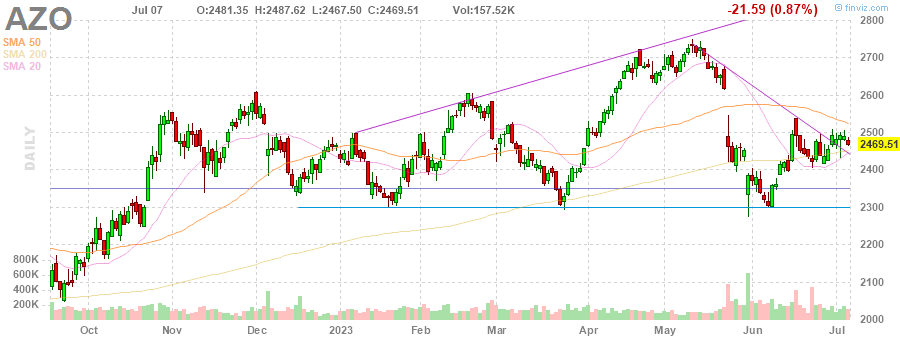 AZO
Jul 07 O:2481.35 H:2487.62 L:2467.50 C:2469.51 Vol:157.52K -21.59 (0.87%) © finviz.com
SMA 50
SMA 200
SMA 20
DAILY
2800
2700
2600
2500
2469.51
2400
2300
2200
2100
2000
800K
600K
400K
200K
Oct Nov Dec 2023 Feb Mar Apr May Jun Jul